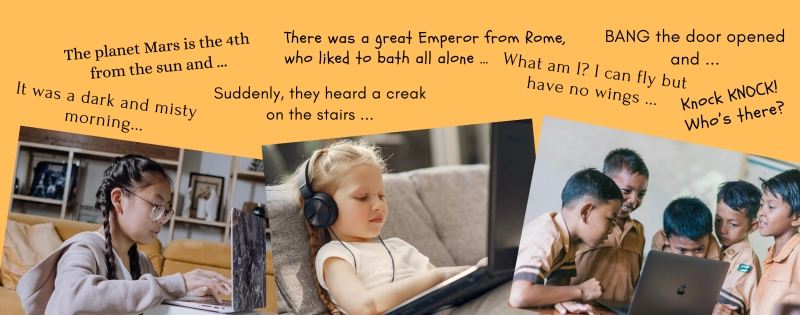 The planet Mars is the 4th
from the sun and ...
There was a great Emperor from Rome,
who liked to bath all alone ...
BANG the door opened
and ...
It was a dark and misty
morning...
Suddenly, they heard a creak
on the stairs ...
What am I? I can fly but
have no wings ...
Knock KNOCK!
Who's there?